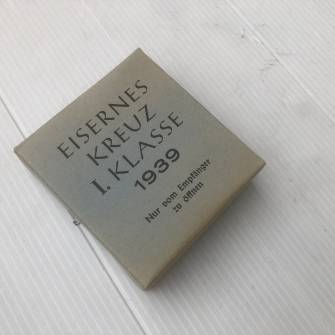 EISERNES
KREUZ
I. KLASSE
1939
Nur vom Empfänger
zu öffnen